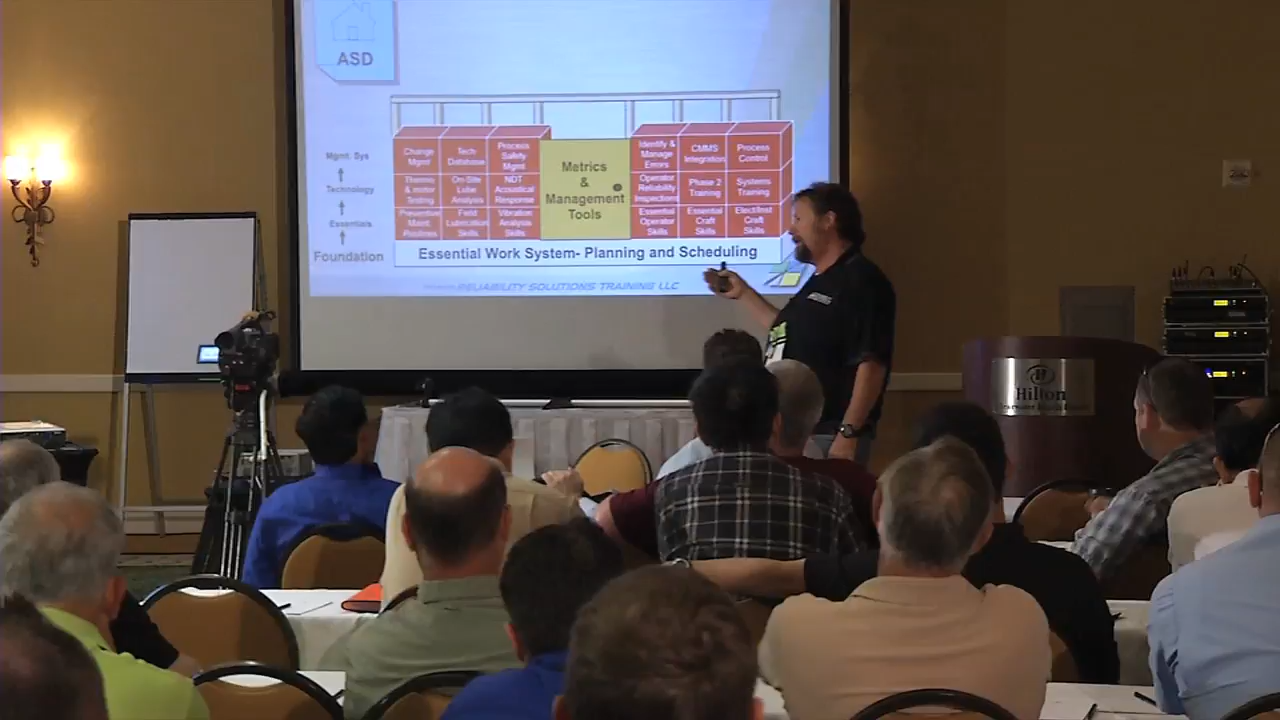 ASD
Mgmt. Sys
Technology
Essentials
Foundation
Change
Mgmt
Tech
Database
Process
Safety
Mgmt
Thermo
& motor
Testing
On-Site
Lube
Analysis
NDT
Acoustical
Response
Preventive
Maint.
Routines
Field
Lubrication
Skills
Vibration
Analysis
Skills
Metrics
&
Management
Tools
Identify &
Manage
Errors
CMMS
Integration
Process
Control
Operator
Reliability
Inspections
Phase 2
Training
Systems
Training
Essential
Operator
Skills
Essential
Craft
Skills
Elect/Inst
Craft
Skills
Essential Work System- Planning and Scheduling
RELIABILITY SOLUTIONS TRAINING LLC
Hilton